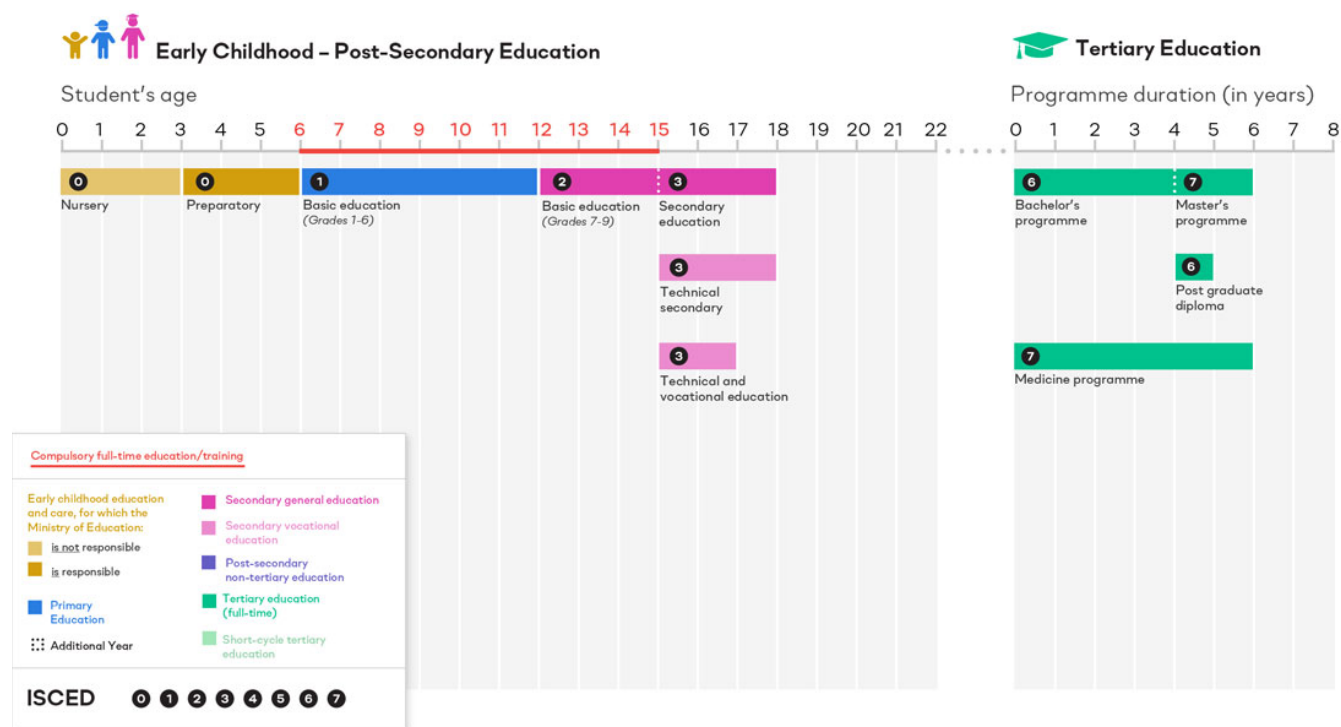 Early Childhood – Post-Secondary Education
Tertiary Education
Student's age
Programme duration (in years)
0 1 2 3 4 5 6 7 8 9 10 11 12 13 14 15 16 17 18 19 20 21 22
0 1 2 3 4 5 6 7 8
0 0 1 2 3
Nursery
Preparatory
Basic education
(Grades 1-6)
Basic education
(Grades 7-9)
Secondary
education
6 7
Bachelor's
programme
Master's
programme
3
Technical
secondary
6
Post graduate
diploma
3
Technical and
vocational education
7
Medicine programme
Compulsory full-time education/training
Early childhood education
and care, for which the
Ministry of Education:
is not responsible
is responsible
Primary
Education
Additional Year
Secondary general education
Secondary vocational
education
Post-secondary
non-tertiary education
Tertiary education
(full-time)
Short-cycle tertiary
education
ISCED 0 1 2 3 4 5 6 7